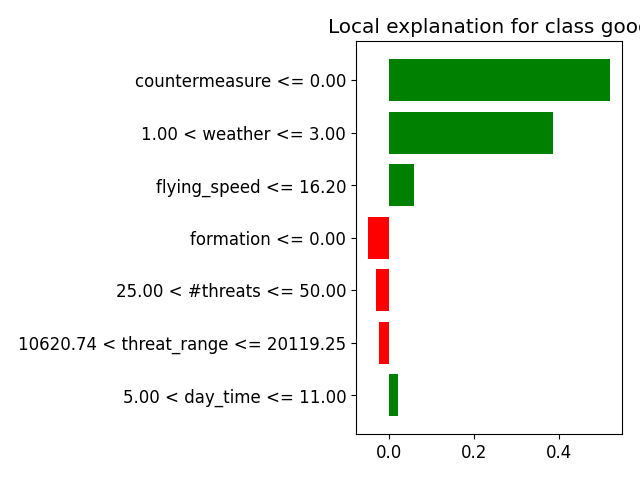 Local explanation for class good
countermeasure <= 0.00
1.00 < weather <= 3.00
flying_speed <= 16.20
formation <= 0.00
25.00 < #threats <= 50.00
10620.74 < threat_range <= 20119.25
5.00 < day_time <= 11.00
0.0 0.2 0.4